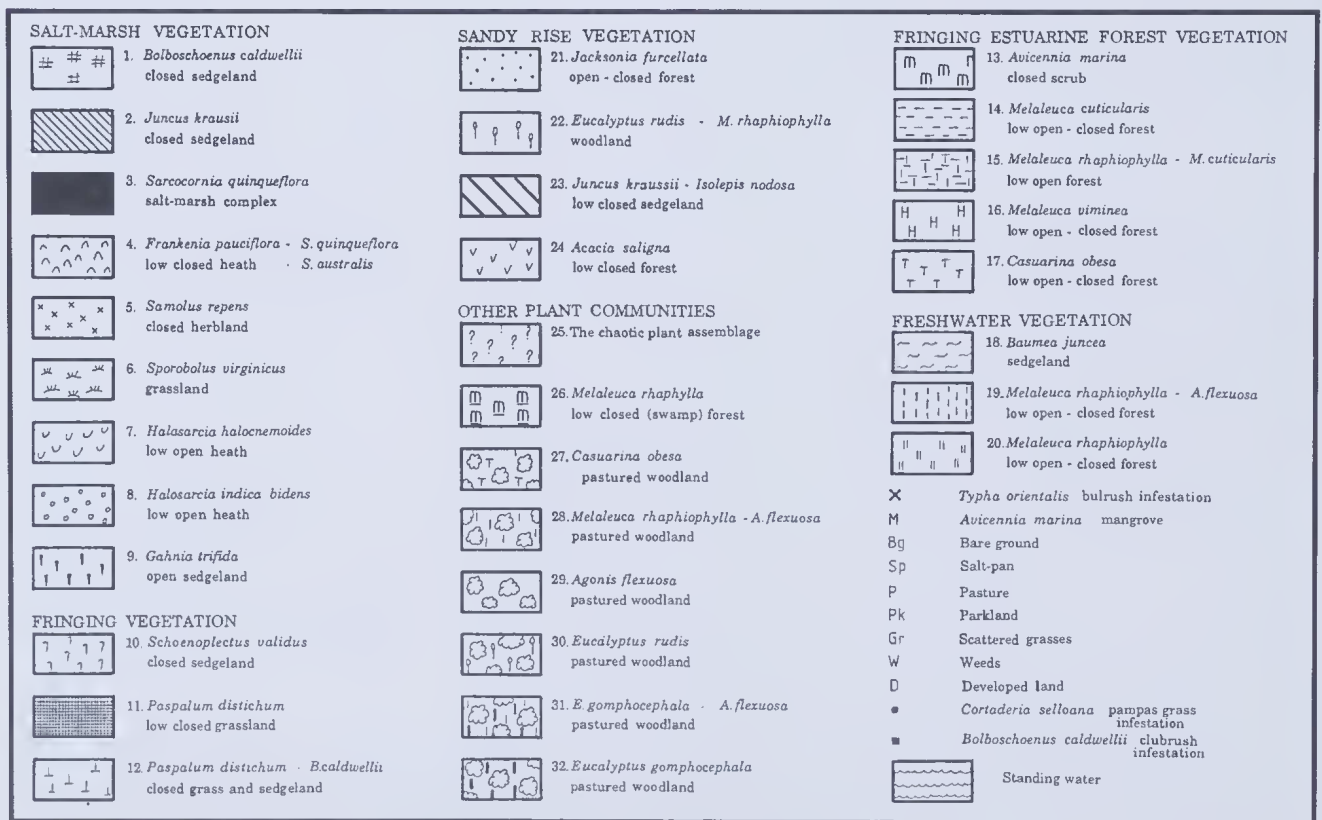 SALT-MARSH VEGETATION
1. Bolboschoenus caldwellii
closed sedgeland
2. Juncus krausii
closed sedgeland
3. Sarcocornia quinqueflora
salt-marsh complex
4. Frankenia pauciflora - S. quinqueflora
low closed heath - S. australis
5. Samolus repens
closed herbland
6. Sporobolus virginicus
grassland
7. Halasarcia halocnemoides
low open heath
8. Halosarcia indica bidens
low open heath
9. Gahnia trifida
open sedgeland
FRINGING VEGETATION
10. Schoenoplectus validus
closed sedgeland
11. Paspalum distichum
low closed grassland
12. Paspalum distichum - B.caldwellii
closed grass and sedgeland
SANDY RISE VEGETATION
21. Jacksonia furcellata
open - closed forest
22. Eucalyptus rudis - M. rhaphiophylla
woodland
23. Juncus kraussii - Isolepis nodosa
low closed sedgeland
24 Acacia saligna
low closed forest
OTHER PLANT COMMUNITIES
25. The chaotic plant assemblage
26. Melaleuca rhaphylla
low closed (swamp) forest
27. Casuarina obesa
pastured woodland
28. Melaleuca rhaphiophylla - A. flexuosa
pastured woodland
29. Agonis flexuosa
pastured woodland
30. Eucalyptus rudis
pastured woodland
31. E. gomphocephala - A. flexuosa
pastured woodland
32. Eucalyptus gomphocephala
pastured woodland
FRINGING ESTUARINE FOREST VEGETATION
13. Avicennia marina
closed scrub
14. Melaleuca cuticularis
low open - closed forest
15. Melaleuca rhaphiophylla - M. cuticularis
low open forest
16. Melaleuca viminea
low open - closed forest
17. Casuarina obesa
low open - closed forest
FRESHWATER VEGETATION
18. Baumea juncea
sedgeland
19. Melaleuca rhaphiophylla - A. flexuosa
low open - closed forest
20. Melaleuca rhaphiophylla
low open - closed forest
X Typha orientalis bulrush infestation
M Avicennia marina mangrove
Bg Bare ground
Sp Salt-pan
P Pasture
Pk Parkland
Gr Scattered grasses
W Weeds
D Developed land
● Cortaderia selloana pampas grass
infestation
■ Bolboschoenus caldwellii clubrush
infestation
Standing water